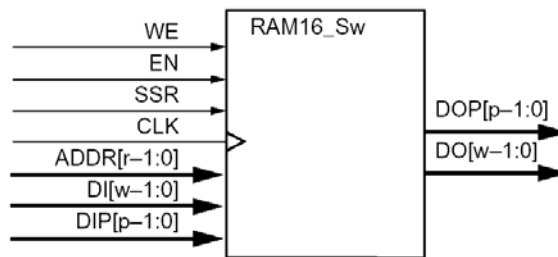 WE
RAM16_Sw
EN
SSR
CLK
DOP[p–1:0]
ADDR[r–1:0]
DO[w–1:0]
DI[w–1:0]
DIP[p–1:0]